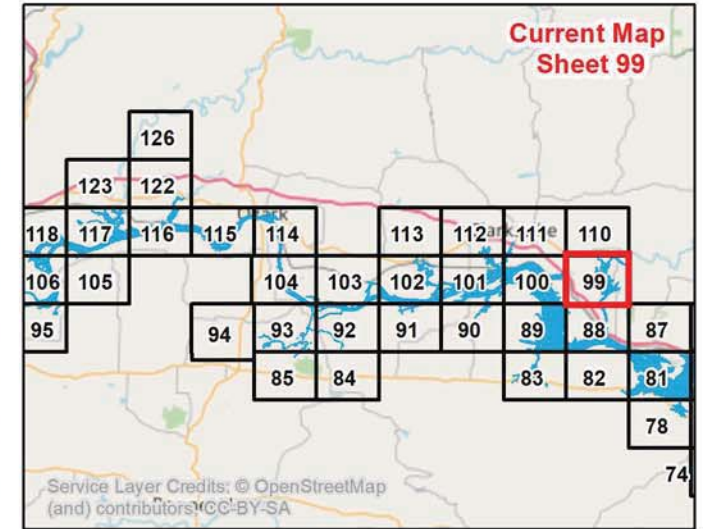 Current Map
Sheet 99
126
123 122
118 117 116 115 114 113 112 111 110
106 105 104 103 102 101 100 99
95 94 93 92 91 90 89 88 87
85 84 83 82 81
78
74
Service Layer Credits: © OpenStreetMap
(and) contributors, CC-BY-SA